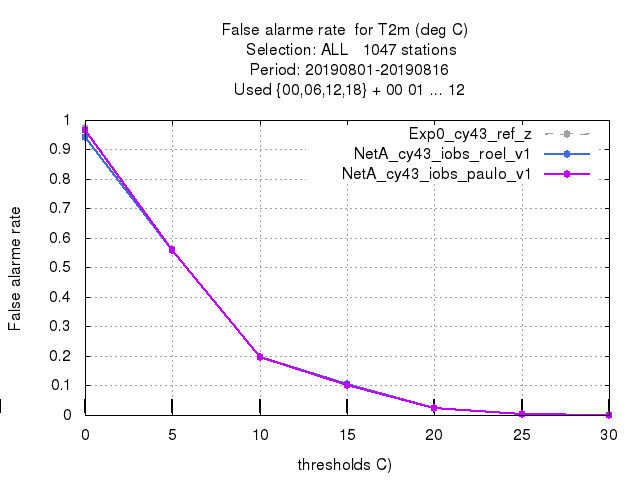 False alarme rate  for T2m (deg C)
Selection: ALL   1047 stations
Period: 20190801-20190816
Used {00,06,12,18} + 00 01 ... 12
Exp0_cy43_ref_z
NetA_cy43_iobs_roel_v1
NetA_cy43_iobs_paulo_v1
False alarme rate
1
0.9
0.8
0.7
0.6
0.5
0.4
0.3
0.2
0.1
0
0 5 10 15 20 25 30
thresholds C)